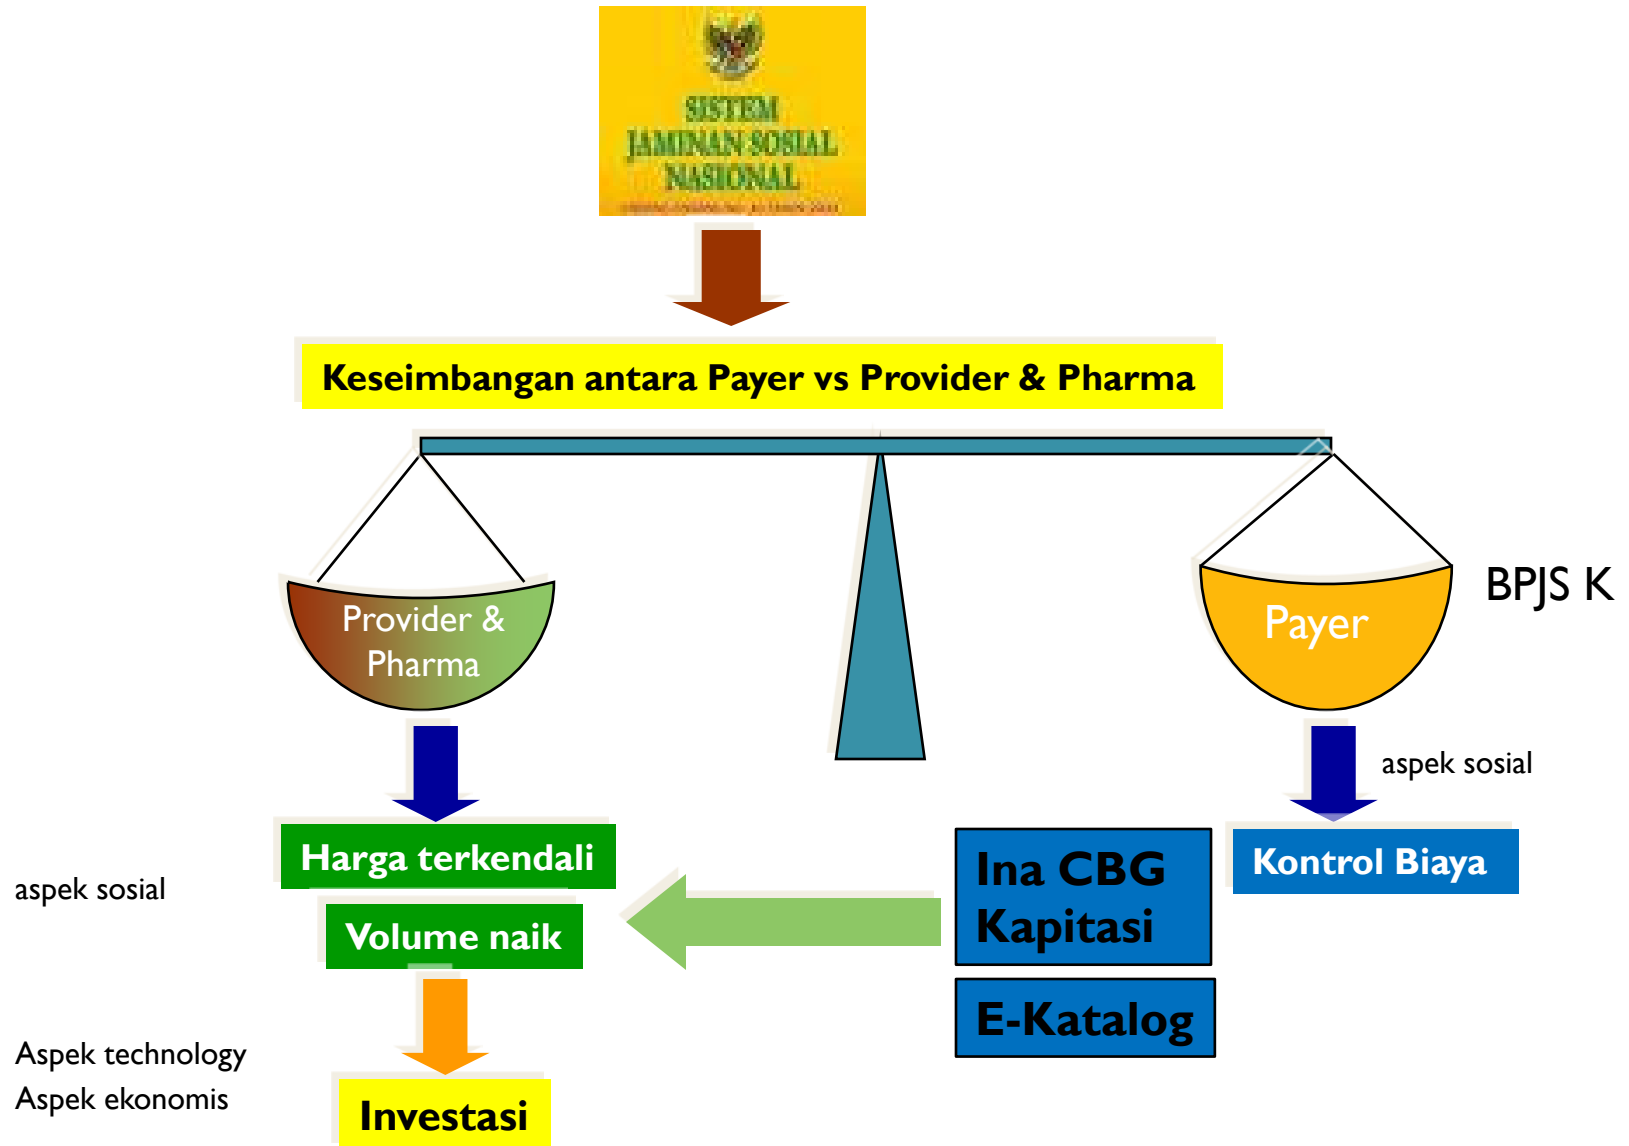 SISTEM
JAMINAN SOSIAL
NASIONAL
Keseimbangan antara Payer vs Provider & Pharma
Provider &
Pharma
Payer
BPJS K
aspek sosial
Harga terkendali
Volume naik
aspek sosial
Ina CBG
Kapitasi
E-Katalog
Kontrol Biaya
Aspek technology
Aspek ekonomis
Investasi